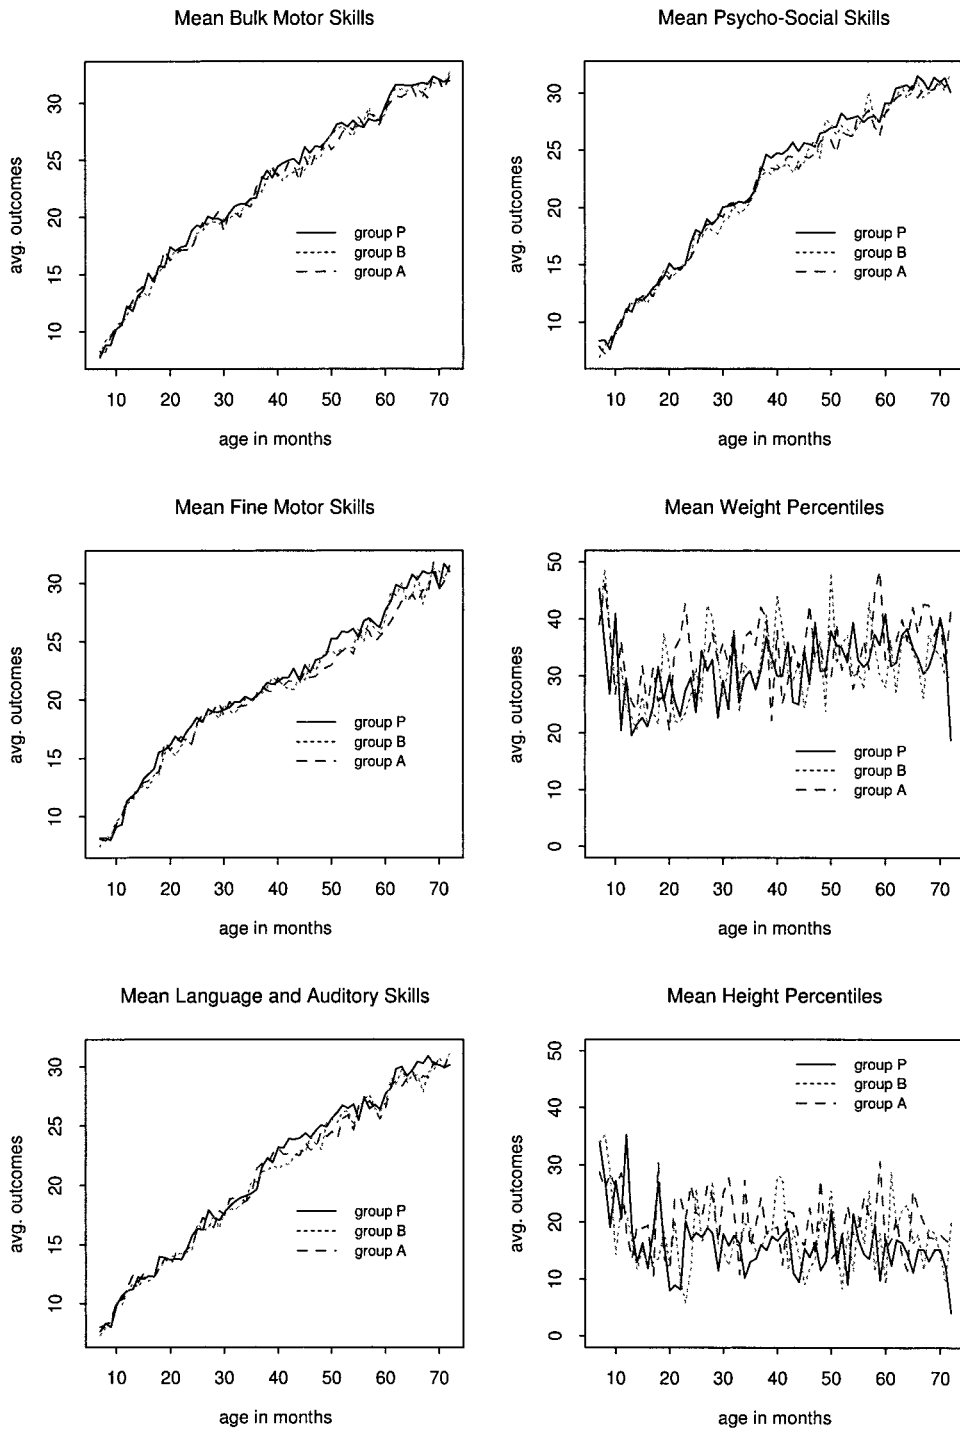 Mean Bulk Motor Skills
avg. outcomes
30
25
20
15
10
group P
group B
group A
10 20 30 40 50 60 70
age in months
Mean Psycho-Social Skills
avg. outcomes
30
25
20
15
10
group P
group B
group A
10 20 30 40 50 60 70
age in months
Mean Fine Motor Skills
avg. outcomes
30
25
20
15
10
group P
group B
group A
10 20 30 40 50 60 70
age in months
Mean Weight Percentiles
avg. outcomes
50
40
30
20
10
0
group P
group B
group A
10 20 30 40 50 60 70
age in months
Mean Language and Auditory Skills
avg. outcomes
30
25
20
15
10
group P
group B
group A
10 20 30 40 50 60 70
age in months
Mean Height Percentiles
avg. outcomes
50
40
30
20
10
0
group P
group B
group A
10 20 30 40 50 60 70
age in months